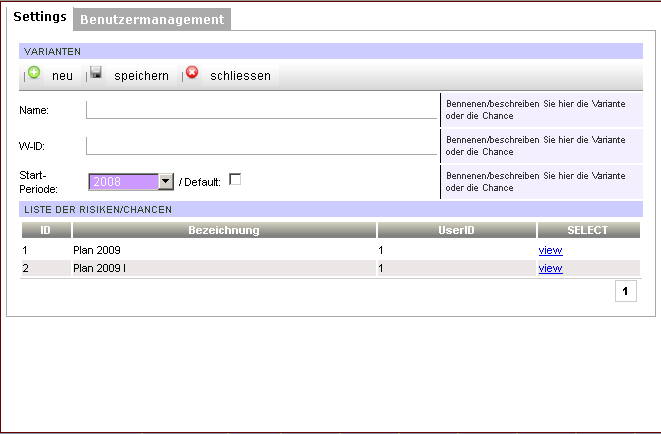 Settings Benutzermanagement
VARIANTEN
neu speichern schliessen
Name:
Bennenen/beschreiben Sie hier die Variante
oder die Chance
VV-ID:
Bennenen/beschreiben Sie hier die Variante
oder die Chance
Start-
Periode:
2008 / Default:
Bennenen/beschreiben Sie hier die Variante
oder die Chance
LISTE DER RISIKEN/CHANCEN
ID Bezeichnung UserID SELECT
1 Plan 2009 1 view
2 Plan 2009 I 1 view
1